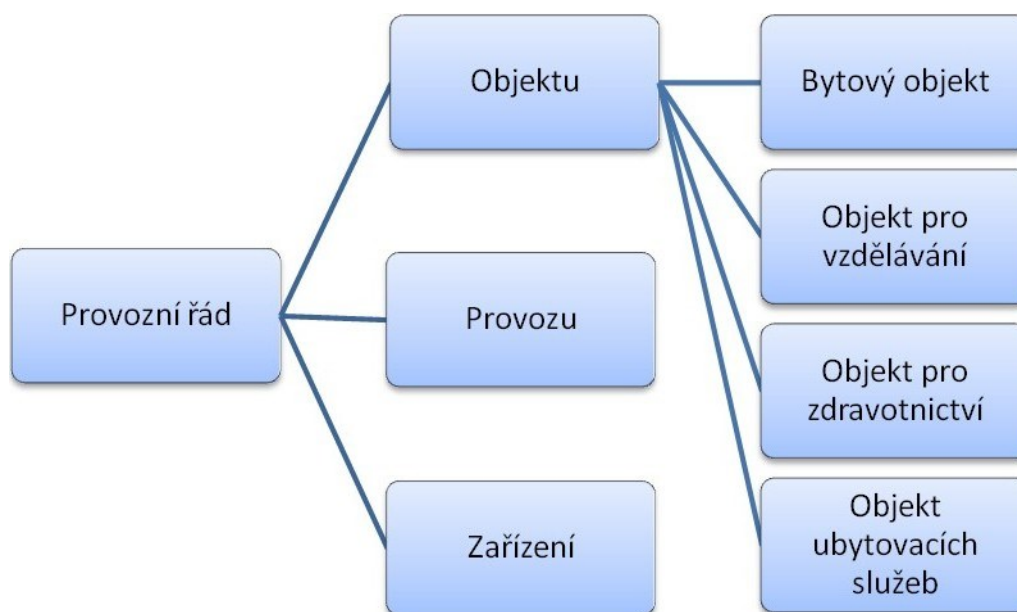 Provozní řád
Objektu
Provozu
Zařízení
Bytový objekt
Objekt pro
vzdělávání
Objekt pro
zdravotnictví
Objekt
ubytovacích
služeb